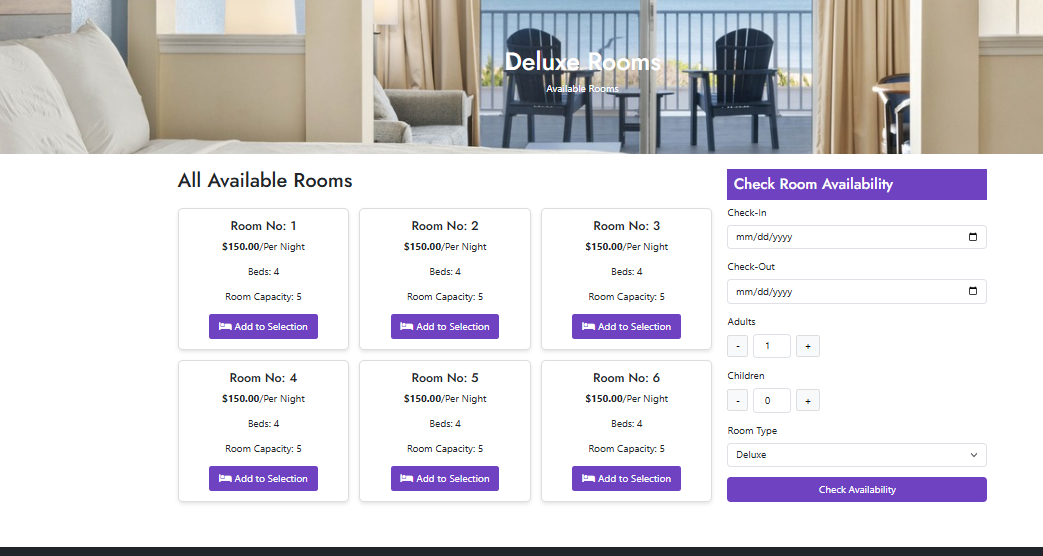 Deluxe Rooms
Available Rooms
All Available Rooms
Room No: 1
$150.00/Per Night
Beds: 4
Room Capacity: 5
Add to Selection
Room No: 2
$150.00/Per Night
Beds: 4
Room Capacity: 5
Add to Selection
Room No: 3
$150.00/Per Night
Beds: 4
Room Capacity: 5
Add to Selection
Room No: 4
$150.00/Per Night
Beds: 4
Room Capacity: 5
Add to Selection
Room No: 5
$150.00/Per Night
Beds: 4
Room Capacity: 5
Add to Selection
Room No: 6
$150.00/Per Night
Beds: 4
Room Capacity: 5
Add to Selection
Check Room Availability
Check-In
mm/dd/yyyy
Check-Out
mm/dd/yyyy
Adults
- 1 +
Children
- 0 +
Room Type
Deluxe
Check Availability